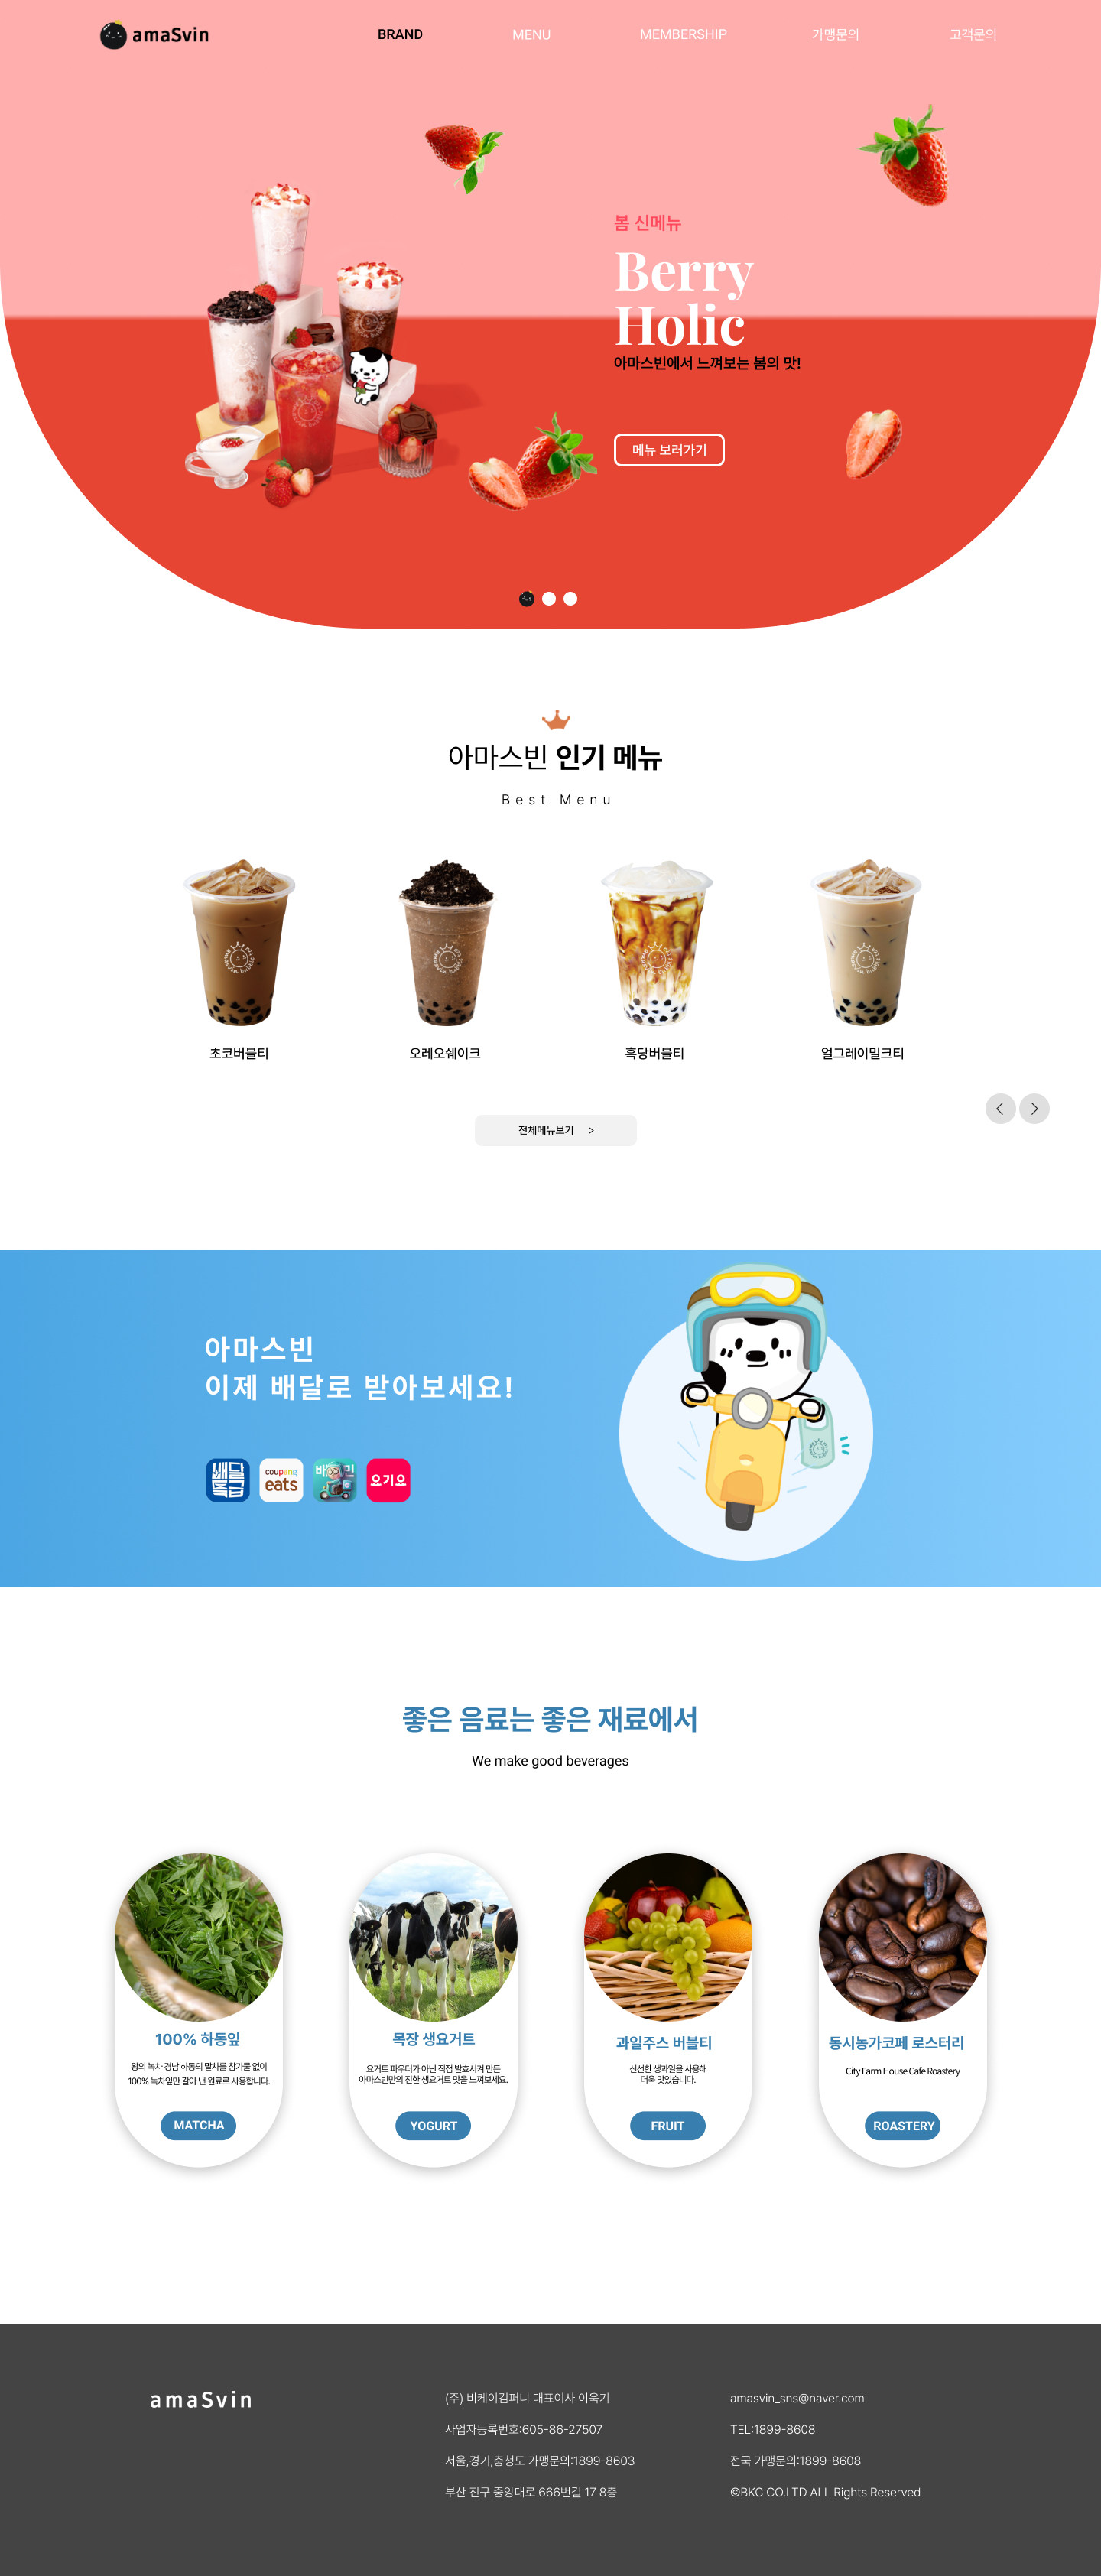 amaSvin
BRAND
MENU
MEMBERSHIP
가맹문의
고객문의
봄 신메뉴
Berry
Holic
아마스빈에서 느껴보는 봄의 맛!
메뉴 보러가기
아마스빈 인기 메뉴
Best Menu
초코버블티
오레오쉐이크
흑당버블티
얼그레이밀크티
전체메뉴보기 >
아마스빈
이제 배달로 받아보세요!
배달특급
coupang
eats
요기요
좋은 음료는 좋은 재료에서
We make good beverages
100% 하동잎
왕의 녹차 경남 하동의 말차를 참가물 없이
100% 녹차잎만 갈아 낸 원료로 사용합니다.
MATCHA
목장 생요거트
요거트 파우더가 아닌 직접 발효시켜 만든
아마스빈만의 진한 생요거트 맛을 느껴보세요.
YOGURT
과일주스 버블티
신선한 생과일을 사용해
더욱 맛있습니다.
FRUIT
동시농가코페 로스터리
City Farm House Cafe Roastery
ROASTERY
amaSvin
(주) 비케이컴퍼니 대표이사 이욱기
사업자등록번호:605-86-27507
서울,경기,충청도 가맹문의:1899-8603
부산 진구 중앙대로 666번길 17 8층
amasvin_sns@naver.com
TEL:1899-8608
전국 가맹문의:1899-8608
©BKC CO.LTD ALL Rights Reserved